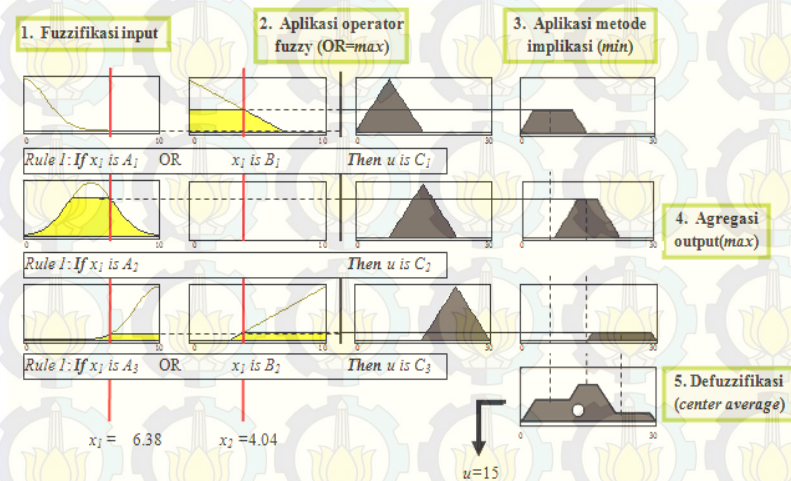 1. Fuzzifikasi input
2. Aplikasi operator
fuzzy (OR=max)
3. Aplikasi metode
implikasi (min)
0 10
0 10
0 30
0 30
Rule 1: If x1 is A1 OR x1 is B1 Then u is C1
0 10
0 30
0 30
4. Agregasi
output(max)
Rule 1: If x1 is A2 Then u is C2
0 10
0 10
0 30
0 30
Rule 1: If x1 is A3 OR x1 is B2 Then u is C3
5. Defuzzifikasi
(center average)
0 30
x1 = 6.38
x2 =4.04
u=15